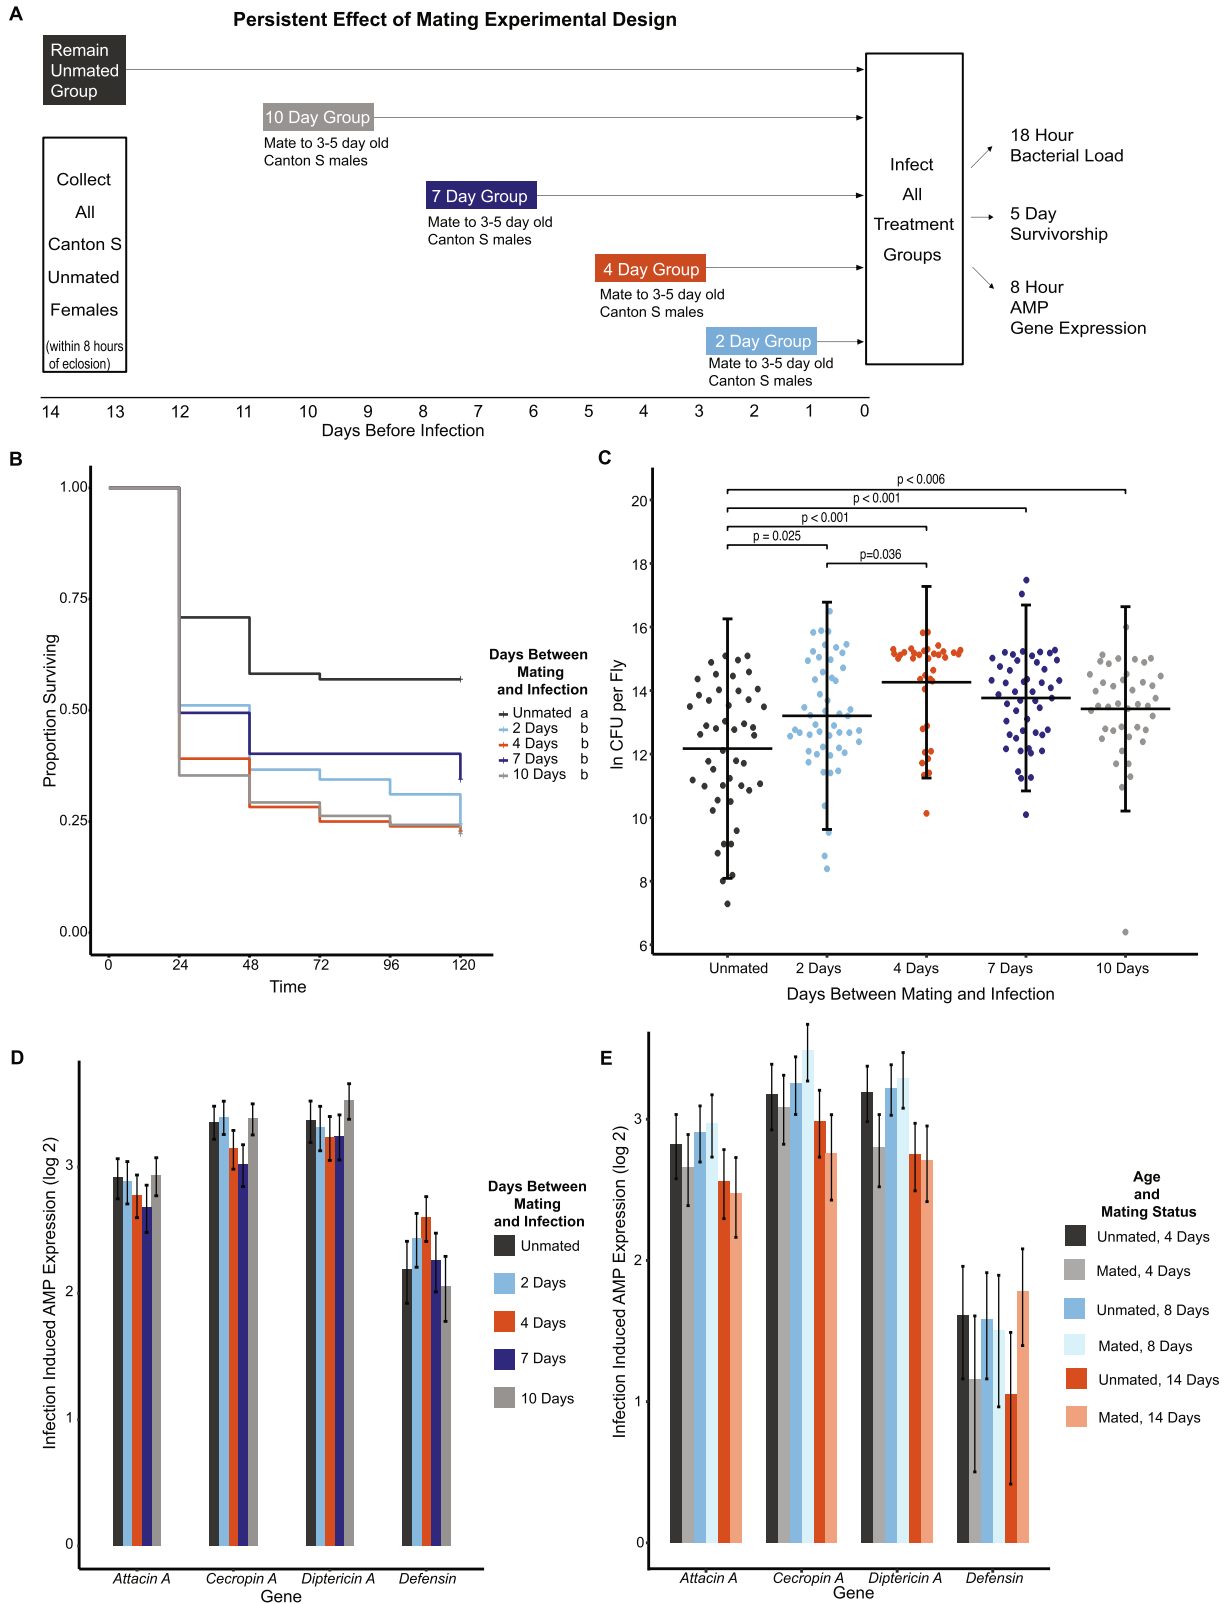 A
Persistent Effect of Mating Experimental Design
Remain
Unmated
Group
10 Day Group
Mate to 3-5 day old
Canton S males
7 Day Group
Mate to 3-5 day old
Canton S males
4 Day Group
Mate to 3-5 day old
Canton S males
2 Day Group
Mate to 3-5 day old
Canton S males
Collect
All
Canton S
Unmated
Females
(within 8 hours
of eclosion)
Infect
All
Treatment
Groups
18 Hour
Bacterial Load
5 Day
Survivorship
8 Hour
AMP
Gene Expression
14 13 12 11 10 9 8 7 6 5 4 3 2 1 0
Days Before Infection
B
Proportion Surviving
1.00
0.75
0.50
0.25
0.00
0 24 48 72 96 120
Time
Days Between
Mating
and Infection
Unmated a
2 Days b
4 Days b
7 Days b
10 Days b
C
ln CFU per Fly
20
18
16
14
12
10
8
6
p < 0.006
p < 0.001
p < 0.001
p = 0.025
p=0.036
Unmated 2 Days 4 Days 7 Days 10 Days
Days Between Mating and Infection
D
Infection Induced AMP Expression (log 2)
3
2
1
0
Attacin A Cecropin A Diptericin A Defensin
Gene
Days Between
Mating
and Infection
Unmated
2 Days
4 Days
7 Days
10 Days
E
Infection Induced AMP Expression (log 2)
3
2
1
0
Attacin A Cecropin A Diptericin A Defensin
Gene
Age
and
Mating Status
Unmated, 4 Days
Mated, 4 Days
Unmated, 8 Days
Mated, 8 Days
Unmated, 14 Days
Mated, 14 Days